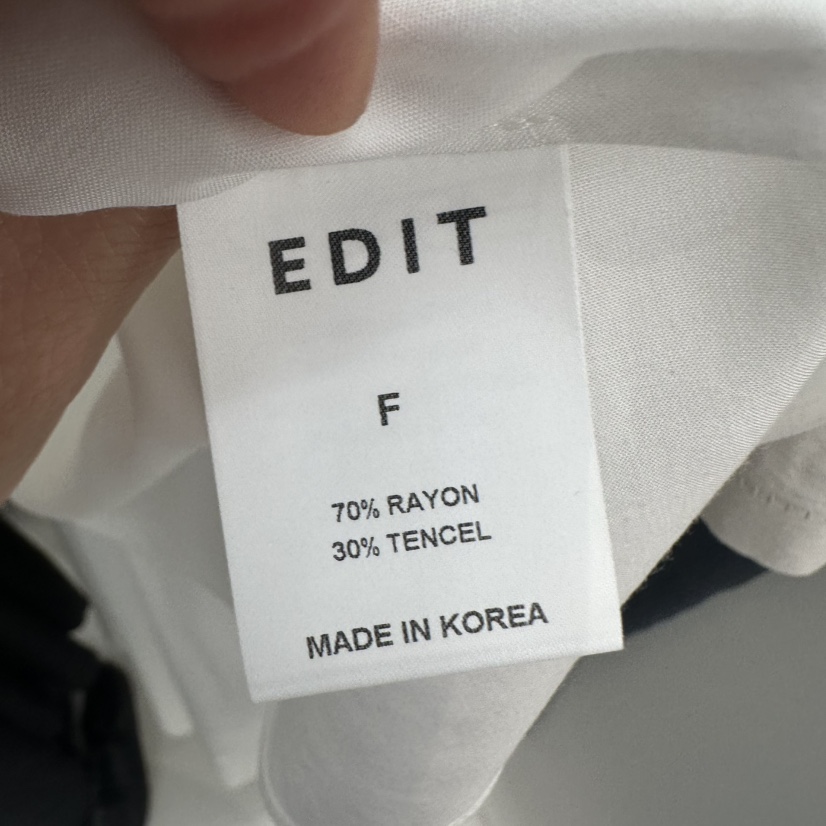 EDIT
F
70% RAYON
30% TENCEL
MADE IN KOREA